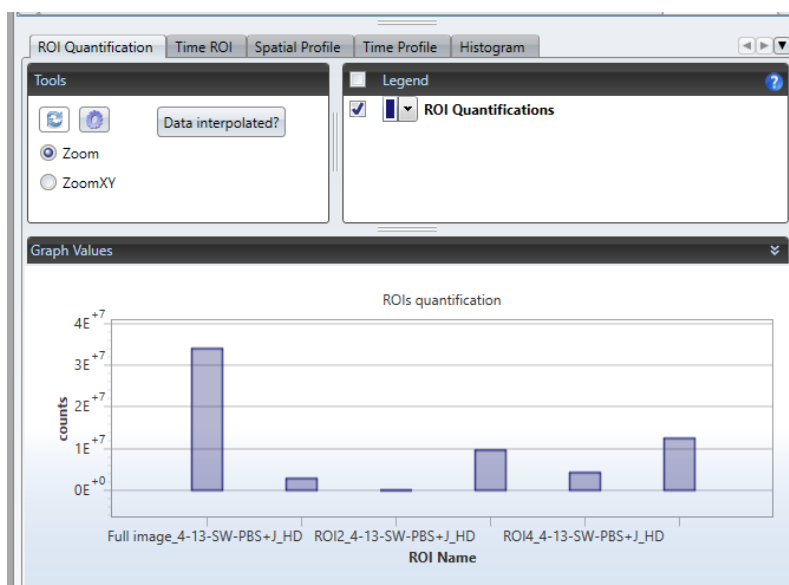 ROI Quantification Time ROI Spatial Profile Time Profile Histogram
Tools
Legend
?
Data interpolated?
ROI Quantifications
Zoom
ZoomXY
Graph Values
ROIs quantification
4E+7
3E+7
2E+7
1E+7
0E+0
counts
Full image_4-13-SW-PBS+J_HD ROI2_4-13-SW-PBS+J_HD ROI4_4-13-SW-PBS+J_HD
ROI Name